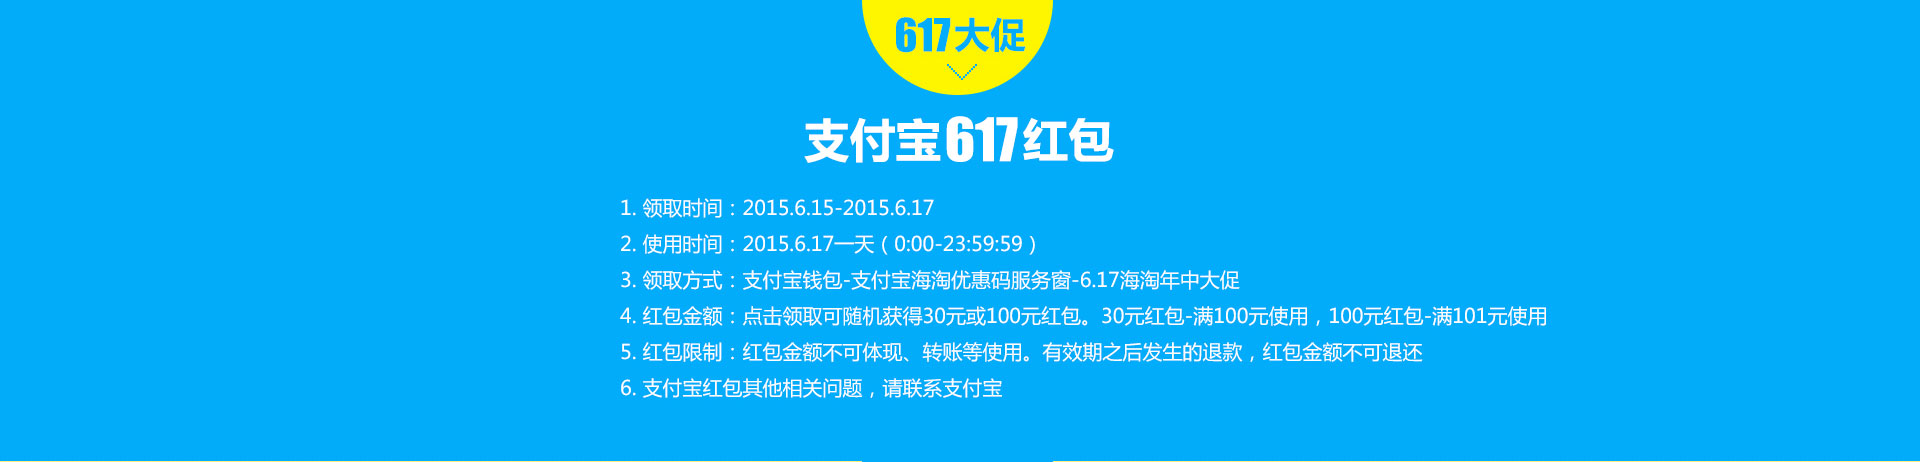 617大促
支付宝617红包
1. 领取时间：2015.6.15-2015.6.17
2. 使用时间：2015.6.17一天（0:00-23:59:59）
3. 领取方式：支付宝钱包-支付宝海淘优惠码服务窗-6.17海淘年中大促
4. 红包金额：点击领取可随机获得30元或100元红包。30元红包-满100元使用，100元红包-满101元使用
5. 红包限制：红包金额不可体现、转账等使用。有效期之后发生的退款，红包金额不可退还
6. 支付宝红包其他相关问题，请联系支付宝